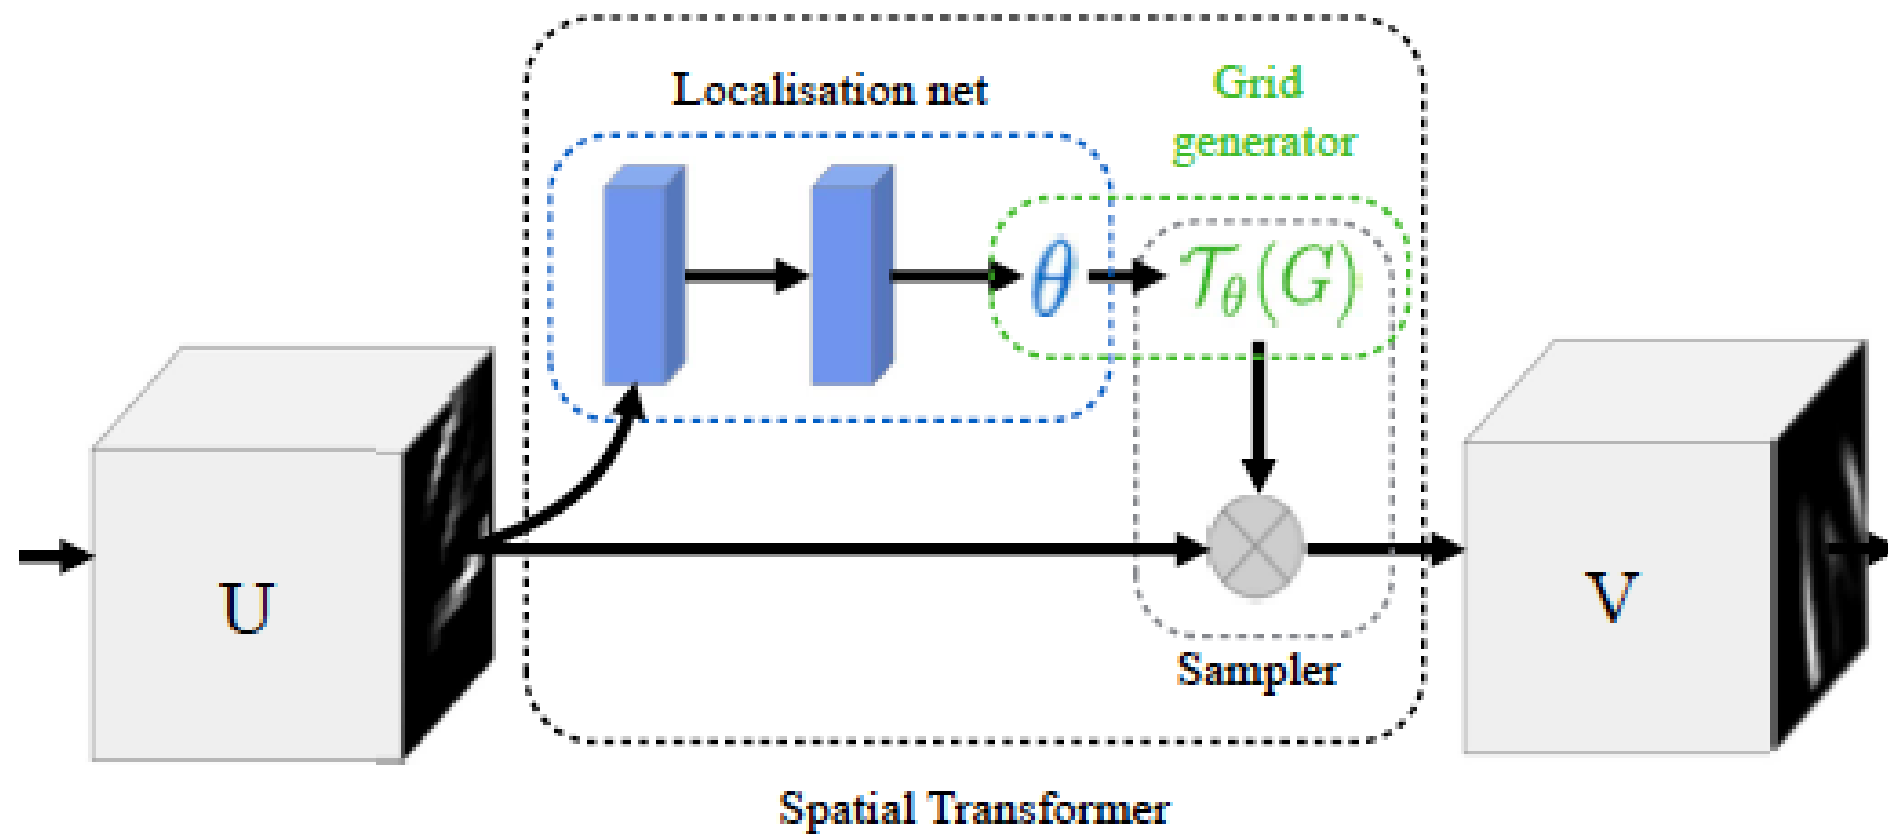 Localisation net
Grid
generator
θ
𝒯θ(G)
U
V
Sampler
Spatial Transformer